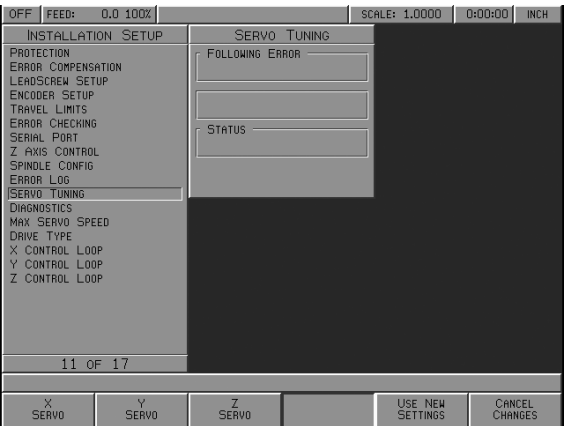 OFF FEED: 0.0 100% SCALE: 1.0000 0:00:00 INCH
INSTALLATION SETUP
PROTECTION
ERROR COMPENSATION
LEADSCREW SETUP
ENCODER SETUP
TRAVEL LIMITS
ERROR CHECKING
SERIAL PORT
Z AXIS CONTROL
SPINDLE CONFIG
ERROR LOG
SERVO TUNING
DIAGNOSTICS
MAX SERVO SPEED
DRIVE TYPE
X CONTROL LOOP
Y CONTROL LOOP
Z CONTROL LOOP
11 OF 17
SERVO TUNING
FOLLOWING ERROR
STATUS
X SERVO
Y SERVO
Z SERVO
USE NEW SETTINGS
CANCEL CHANGES